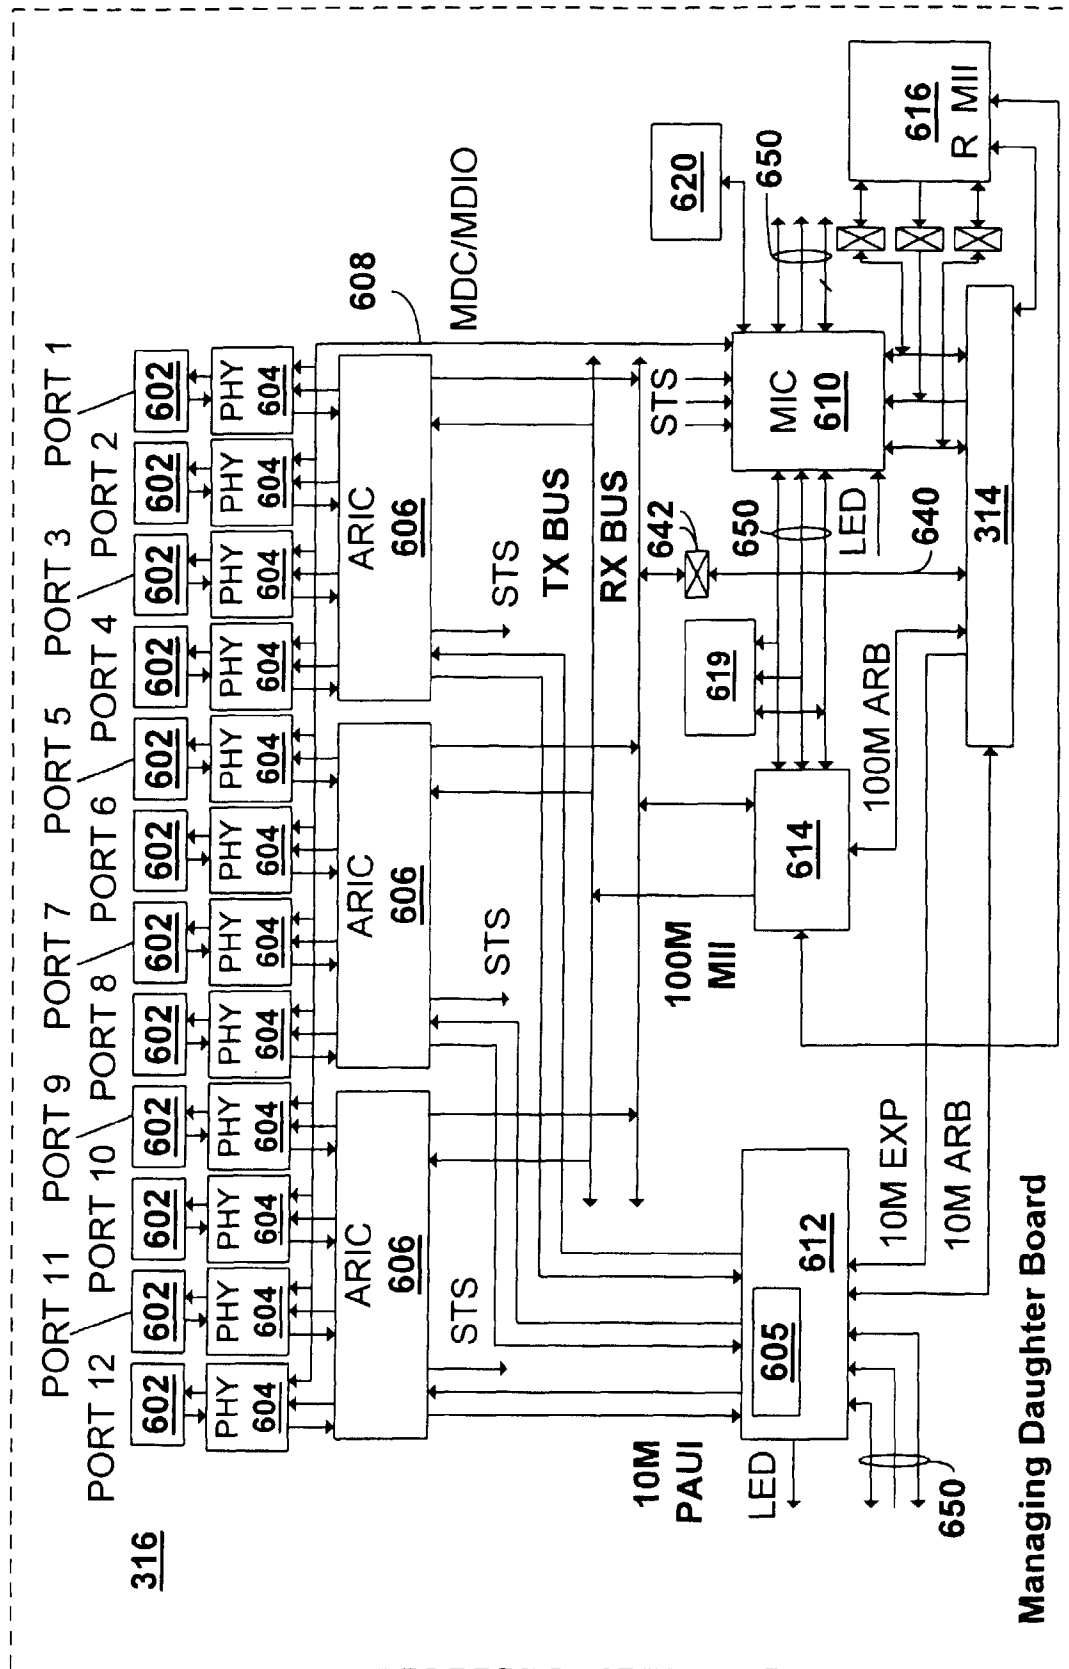 PORT 11 PORT 9 PORT 7 PORT 5 PORT 3 PORT 1
PORT 12 PORT 10 PORT 8 PORT 6 PORT 4 PORT 2
316
602 602 602 602 602 602 602 602 602 602 602 602
PHY PHY PHY PHY PHY PHY PHY PHY PHY PHY PHY PHY
604 604 604 604 604 604 604 604 604 604 604 604
ARIC ARIC ARIC
608
606 606 606
MDC/MDIO
STS STS STS
TX BUS
RX BUS
10M
PAUI
100M
MII
642
STS
620
LED
605
612
614
619
650
MIC
610
650
LED
10M EXP
100M ARB
640
616
R MII
650
10M ARB
314
Managing Daughter Board